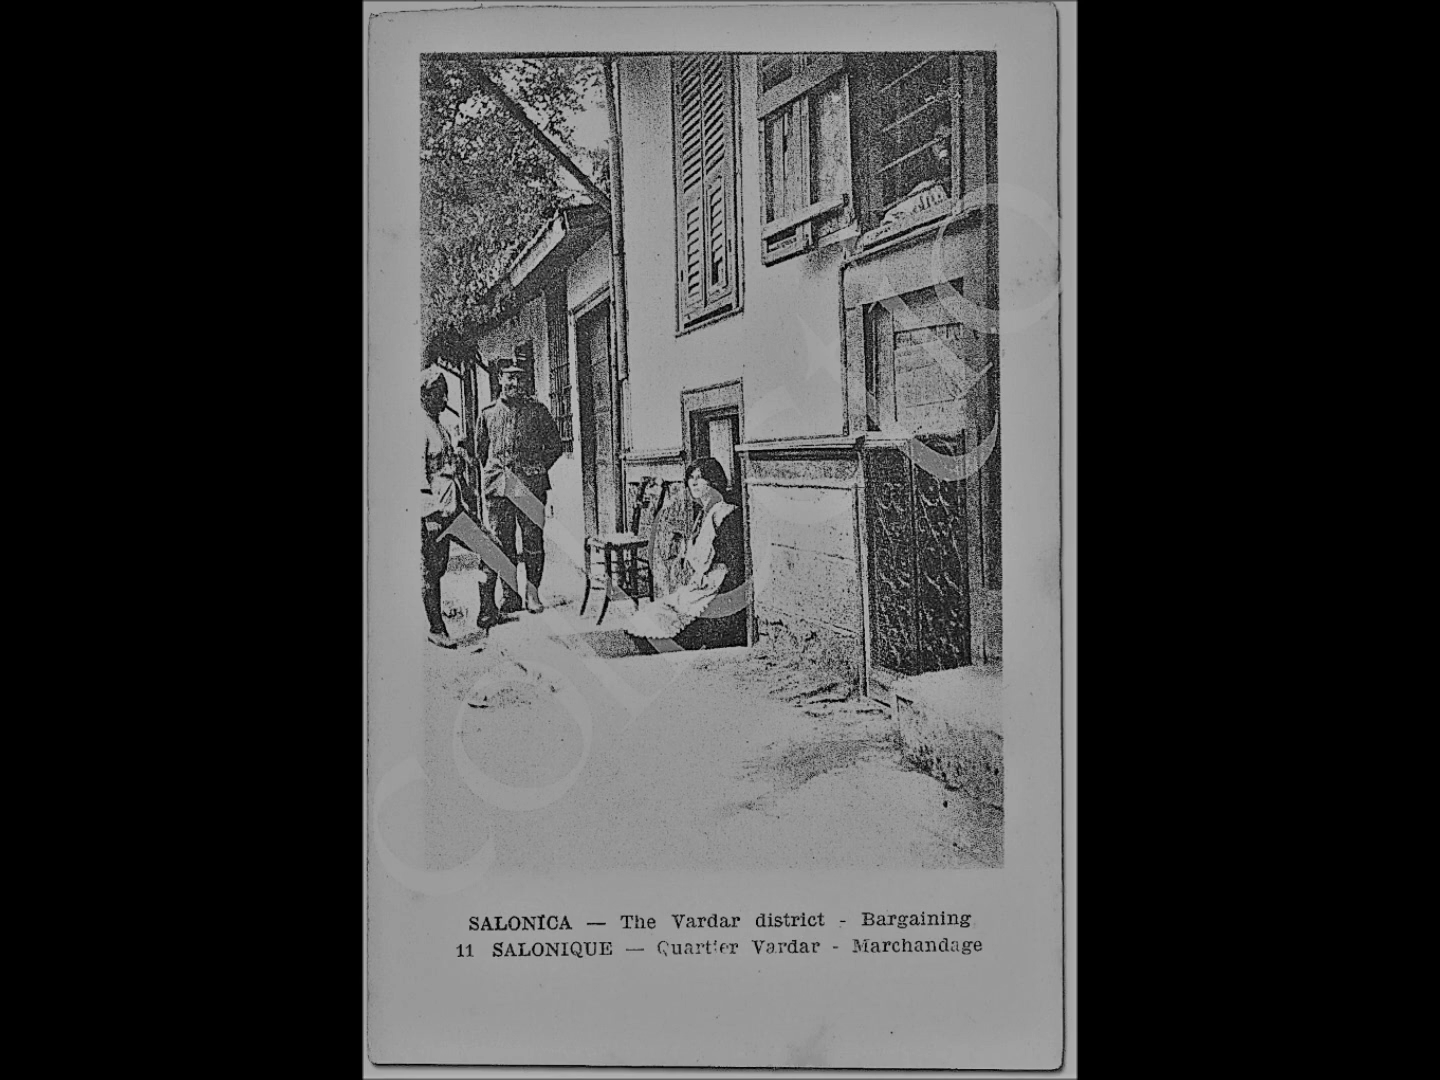 SALONICA — The Vardar district - Bargaining
11 SALONIQUE — Quartier Vardar - Marchandage